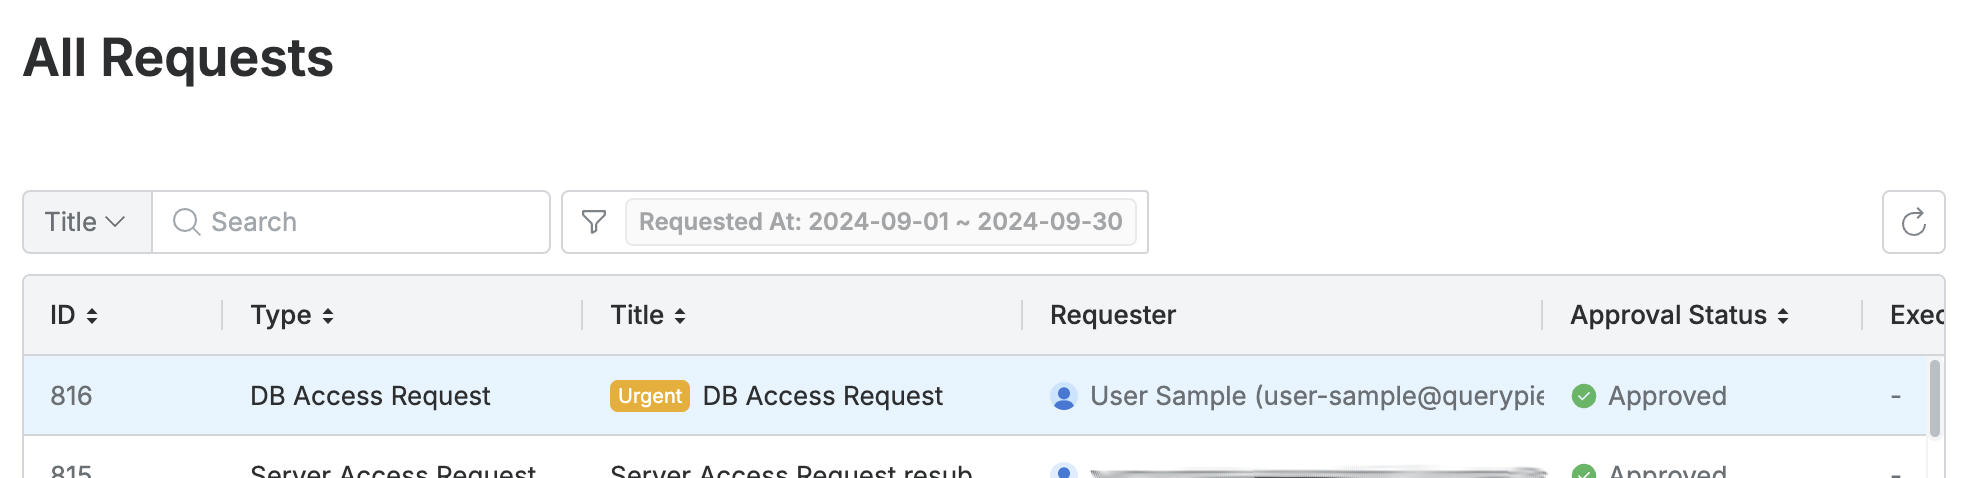 All Requests
Title Search Requested At: 2024-09-01 ~ 2024-09-30
ID Type Title Requester Approval Status Exec
816 DB Access Request Urgent DB Access Request User Sample (user-sample@querypie Approved -
815 Server Access Request Server Access Request resub Approved -